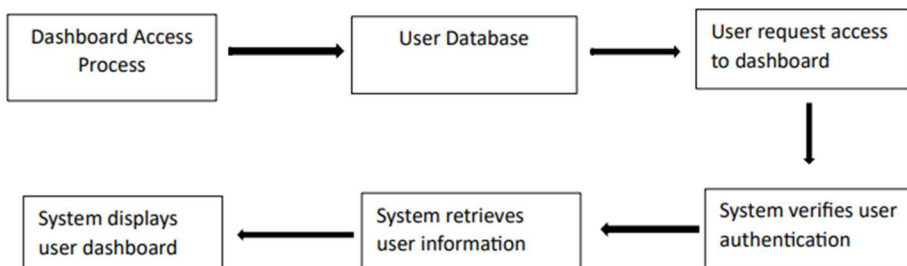 Dashboard Access
Process
User Database
User request access
to dashboard
System verifies user
authentication
System retrieves
user information
System displays
user dashboard